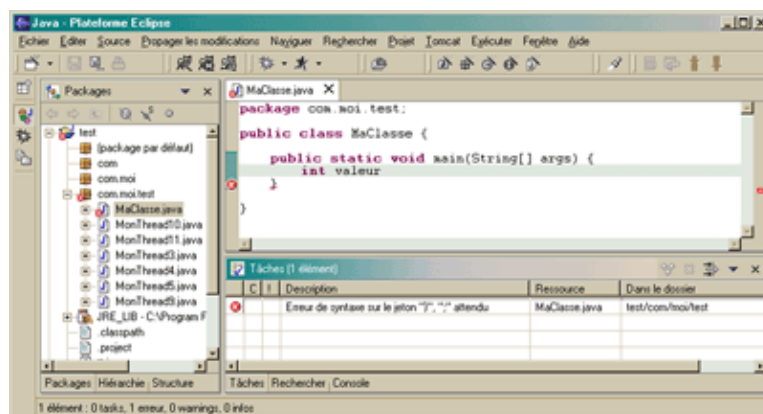 Java - Plateforme Eclipse
Fichier Editer Source Propager les modifications Naviguer Rechercher Projet Tomcat Exécuter Fenêtre Aide
Packages
test
(package par défaut)
com
com.moi
com.moi.test
MaClasse.java
MonThread10.java
MonThread11.java
MonThread3.java
MonThread4.java
MonThread5.java
MonThread9.java
JRE_LIB - C:\Program F
.classpath
.project
Packages Hiérarchie Structure
MaClasse.java
package com.moi.test;
public class MaClasse {
public static void main(String[] args) {
int valeur
}
}
Tâches (1 élément)
C ! Description Ressource Dans le dossier
Erreur de syntaxe sur le jeton "}", ";" attendu MaClasse.java test/com/moi/test
Tâches Rechercher Console
1 élément : 0 tasks, 1 erreur, 0 warnings, 0 infos